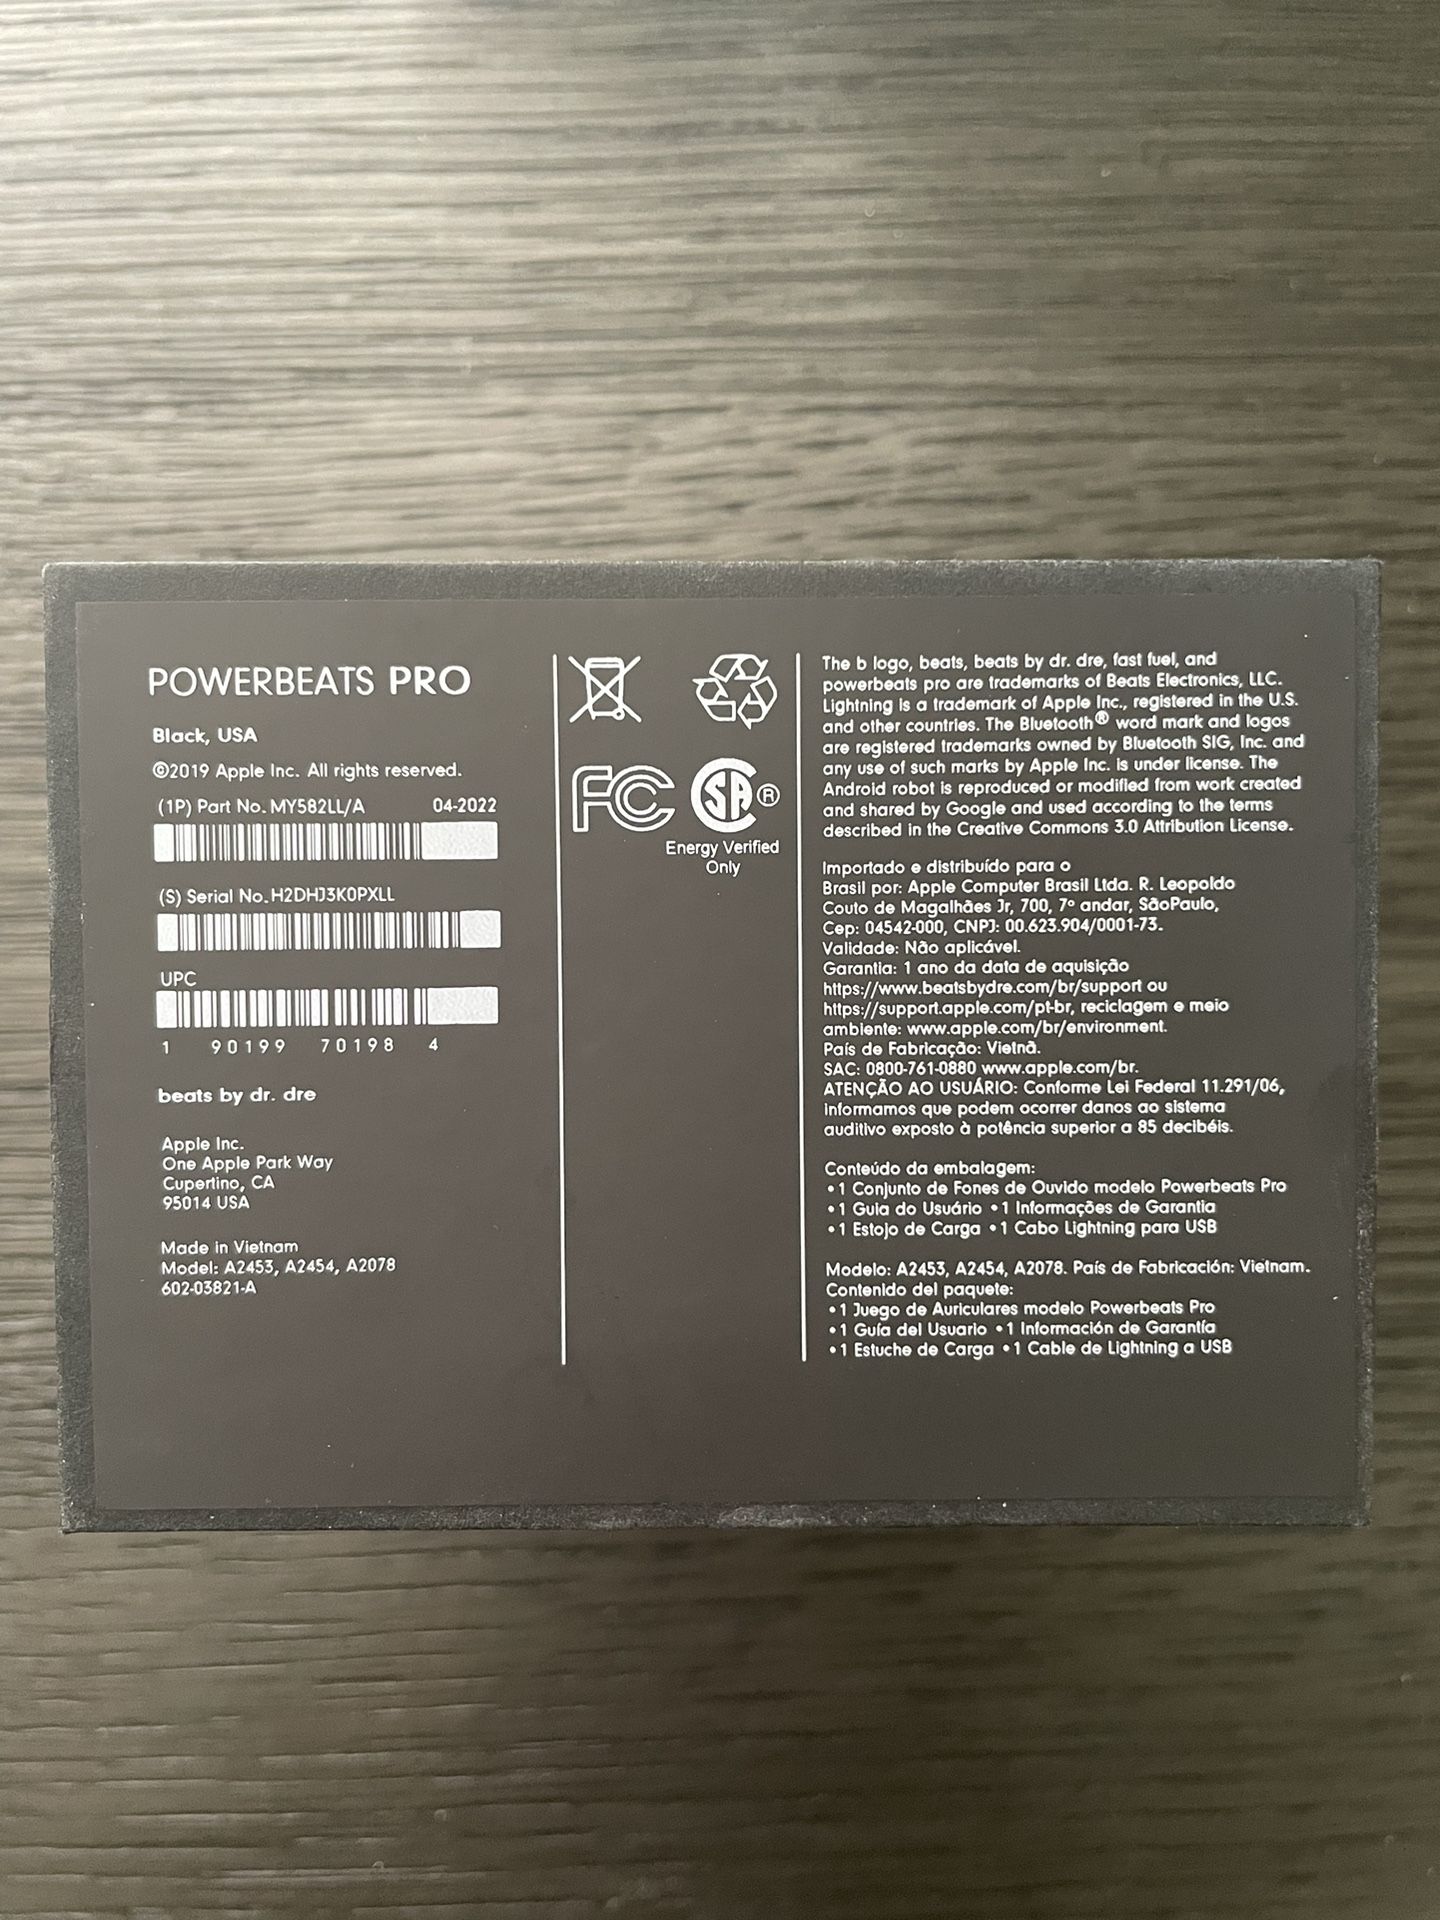 POWERBEATS PRO
Black, USA
©2019 Apple Inc. All rights reserved.
(1P) Part No. MY582LL/A 04-2022
(S) Serial No. H2DHJ3K0PXLL
UPC
1 90199 70198 4
beats by dr. dre
Apple Inc.
One Apple Park Way
Cupertino, CA
95014 USA
Made in Vietnam
Model: A2453, A2454, A2078
602-03821-A
FC
SA ®
Energy Verified
Only
The b logo, beats, beats by dr. dre, fast fuel, and
powerbeats pro are trademarks of Beats Electronics, LLC.
Lightning is a trademark of Apple Inc., registered in the U.S.
and other countries. The Bluetooth® word mark and logos
are registered trademarks owned by Bluetooth SIG, Inc. and
any use of such marks by Apple Inc. is under license. The
Android robot is reproduced or modified from work created
and shared by Google and used according to the terms
described in the Creative Commons 3.0 Attribution License.
Importado e distribuído para o
Brasil por: Apple Computer Brasil Ltda. R. Leopoldo
Couto de Magalhães Jr, 700, 7º andar, SãoPaulo,
Cep: 04542-000, CNPJ: 00.623.904/0001-73.
Validade: Não aplicável.
Garantia: 1 ano da data de aquisição
https://www.beatsbydre.com/br/support ou
https://support.apple.com/pt-br, reciclagem e meio
ambiente: www.apple.com/br/environment.
País de Fabricação: Vietnã.
SAC: 0800-761-0880 www.apple.com/br.
ATENÇÃO AO USUÁRIO: Conforme Lei Federal 11.291/06,
informamos que podem ocorrer danos ao sistema
auditivo exposto à potência superior a 85 decibéis.
Conteúdo da embalagem:
•1 Conjunto de Fones de Ouvido modelo Powerbeats Pro
•1 Guia do Usuário •1 Informações de Garantia
•1 Estojo de Carga •1 Cabo Lightning para USB
Modelo: A2453, A2454, A2078. País de Fabricación: Vietnam.
Contenido del paquete:
•1 Juego de Auriculares modelo Powerbeats Pro
•1 Guía del Usuario •1 Información de Garantía
•1 Estuche de Carga •1 Cable de Lightning a USB